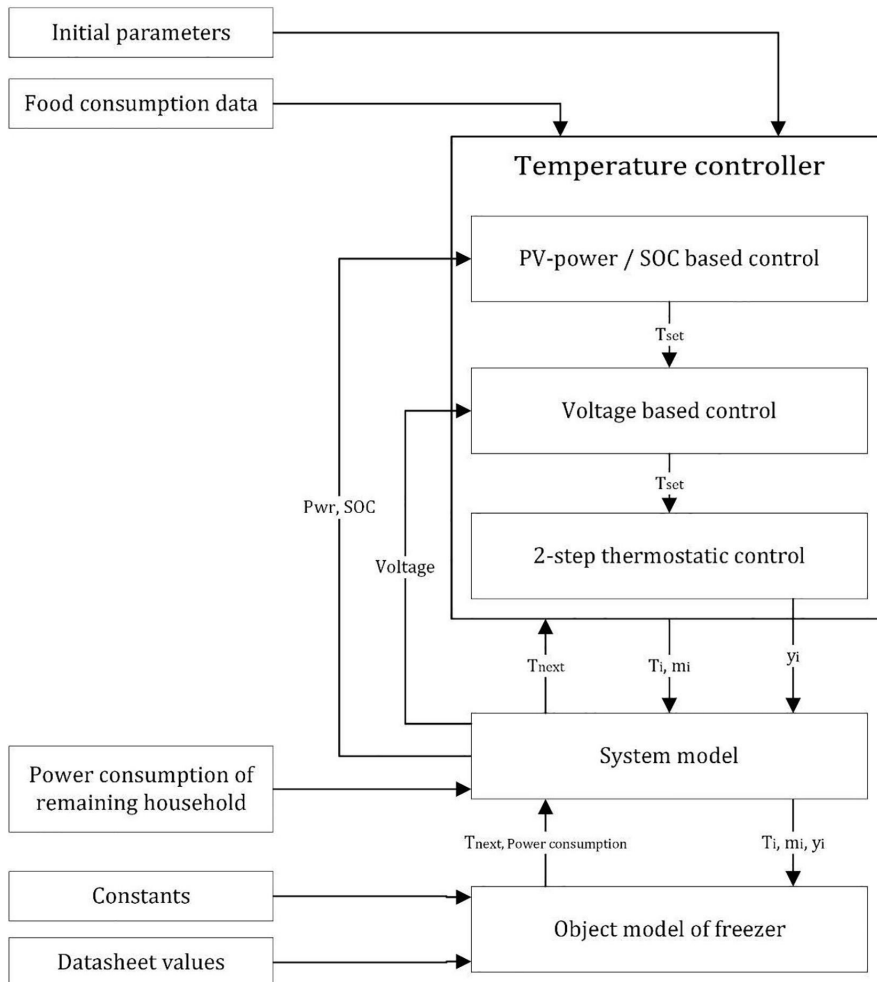 Initial parameters
Food consumption data
Temperature controller
PV-power / SOC based control
Tset
Voltage based control
Tset
Pwr, SOC
Voltage
2-step thermostatic control
Tnext
Ti, mi
yi
System model
Power consumption of
remaining household
Tnext, Power consumption
Ti, mi, yi
Constants
Object model of freezer
Datasheet values